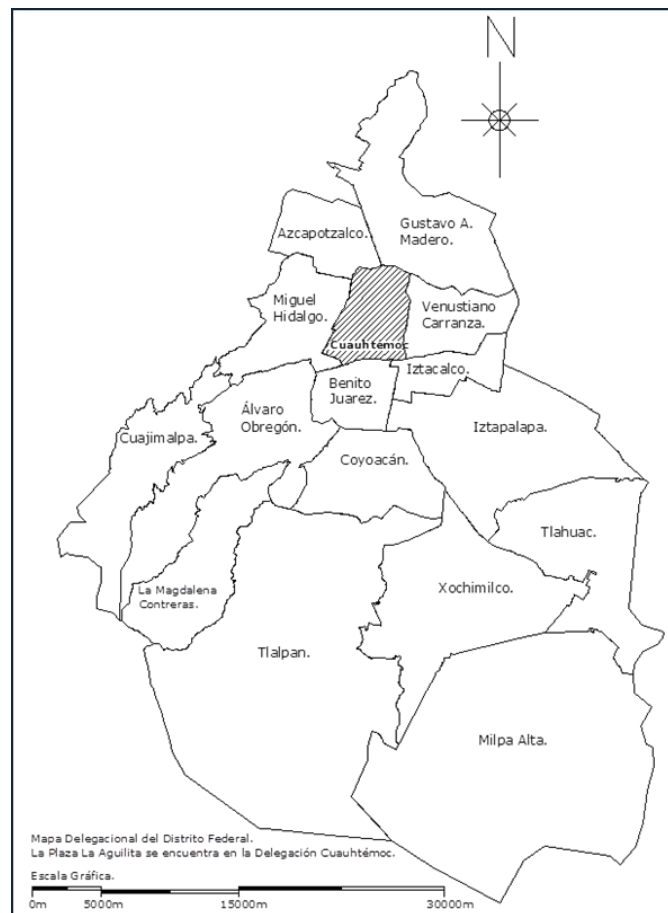 N
Azcapotzalco.
Gustavo A.
Madero.
Miguel
Hidalgo.
Venustiano
Carranza.
Cuauhtémoc
Iztacalco.
Benito
Juarez.
Álvaro
Obregón.
Cuajimalpa.
Iztapalapa.
Coyoacán.
Tlahuac.
La Magdalena
Contreras.
Xochimilco.
Tlalpan.
Milpa Alta.
Mapa Delegacional del Distrito Federal.
La Plaza La Aguilita se encuentra en la Delegación Cuauhtémoc.
Escala Gráfica.
0m 5000m 15000m 30000m